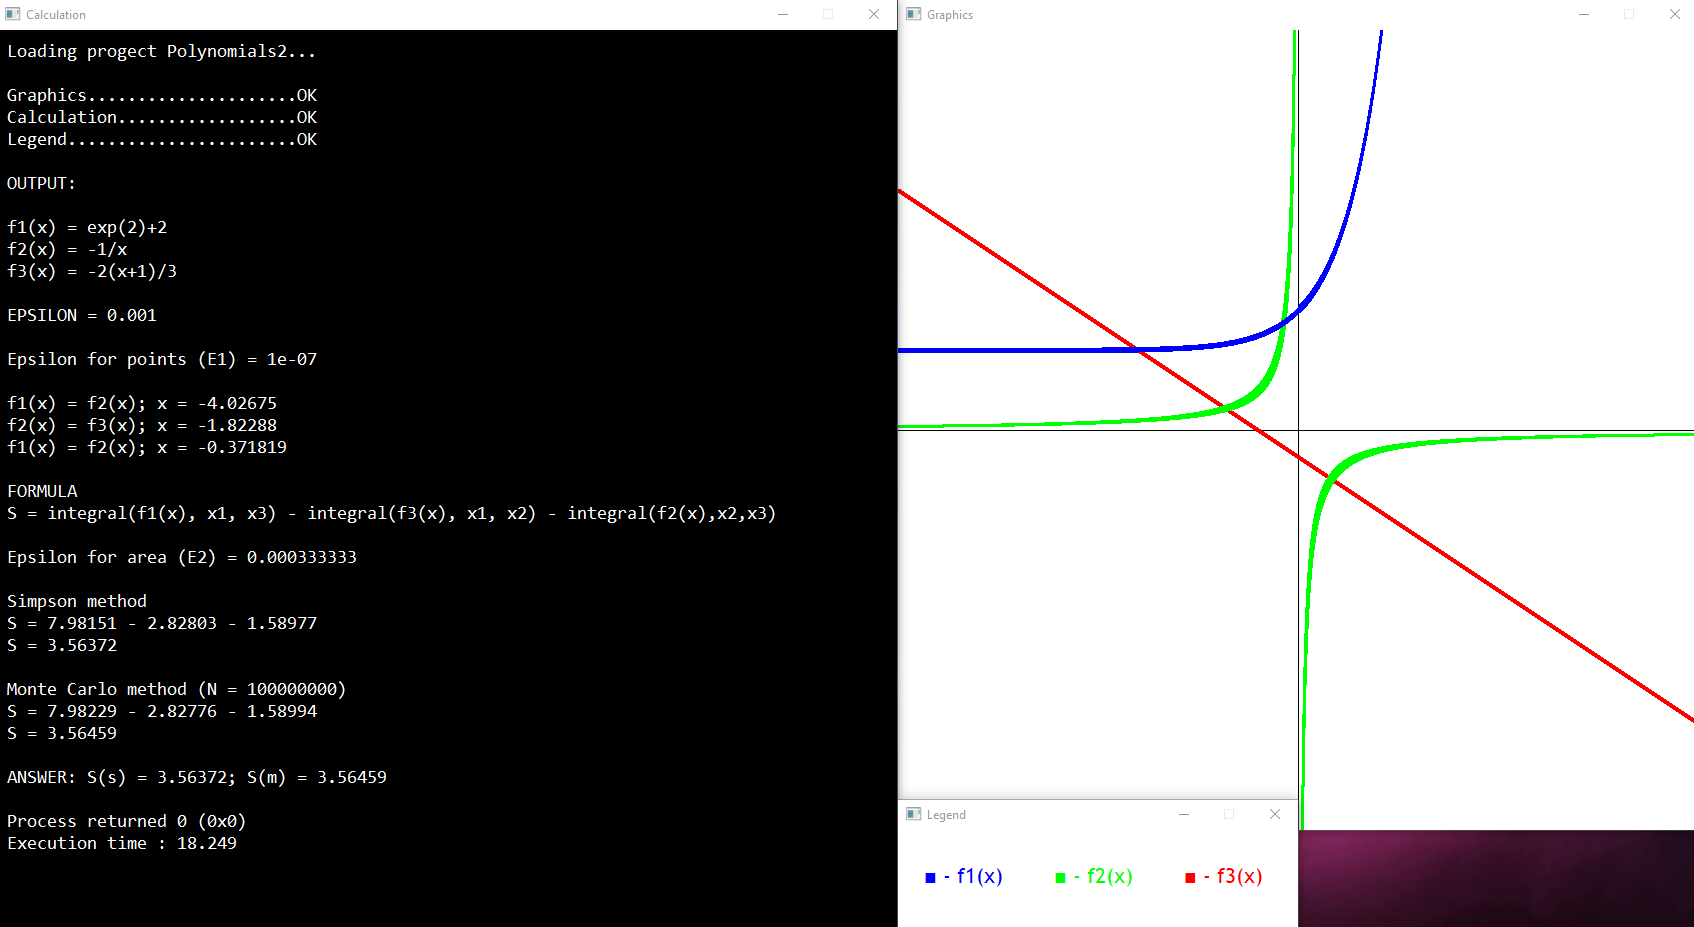 Calculation
Loading progect Polynomials2...
Graphics.....................OK
Calculation..................OK
Legend.......................OK
OUTPUT:
f1(x) = exp(2)+2
f2(x) = -1/x
f3(x) = -2(x+1)/3
EPSILON = 0.001
Epsilon for points (E1) = 1e-07
f1(x) = f2(x); x = -4.02675
f2(x) = f3(x); x = -1.82288
f1(x) = f2(x); x = -0.371819
FORMULA
S = integral(f1(x), x1, x3) - integral(f3(x), x1, x2) - integral(f2(x),x2,x3)
Epsilon for area (E2) = 0.000333333
Simpson method
S = 7.98151 - 2.82803 - 1.58977
S = 3.56372
Monte Carlo method (N = 100000000)
S = 7.98229 - 2.82776 - 1.58994
S = 3.56459
ANSWER: S(s) = 3.56372; S(m) = 3.56459
Process returned 0 (0x0)
Execution time : 18.249
Graphics
Legend
- f1(x)
- f2(x)
- f3(x)